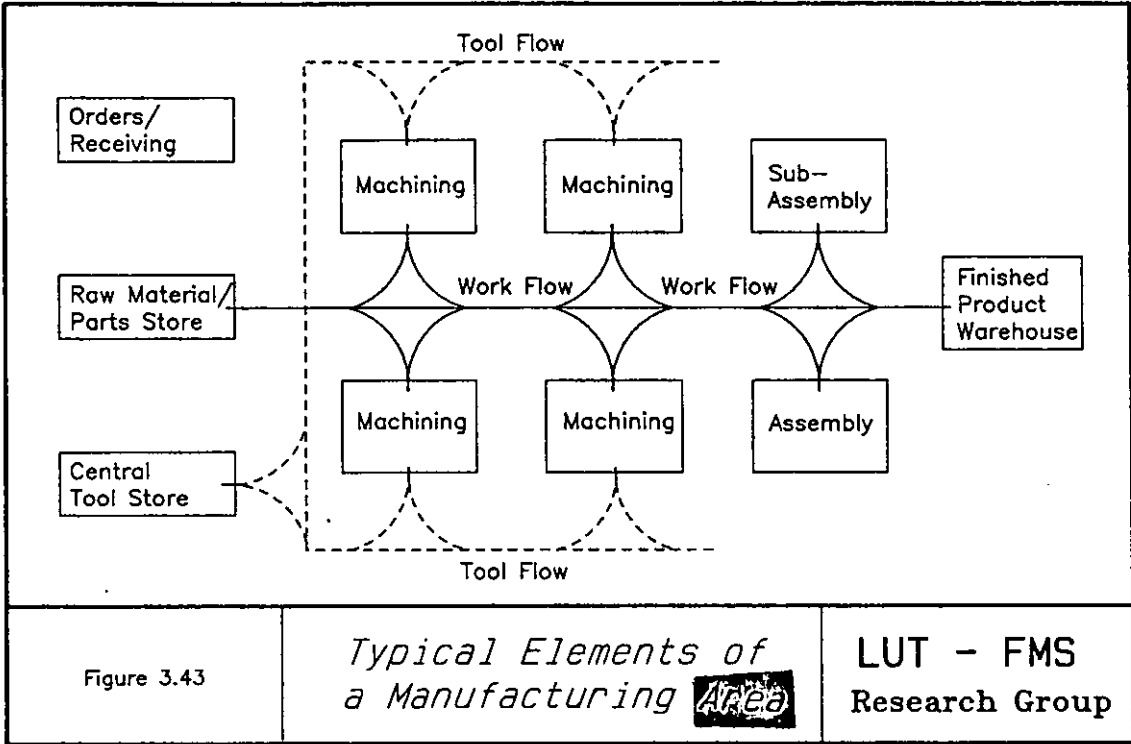 Tool Flow
Orders/
Receiving
Machining
Machining
Sub-
Assembly
Raw Material/
Parts Store
Work Flow
Work Flow
Finished
Product
Warehouse
Machining
Machining
Assembly
Central
Tool Store
Tool Flow
Figure 3.43
Typical Elements of
a Manufacturing Area
LUT - FMS
Research Group